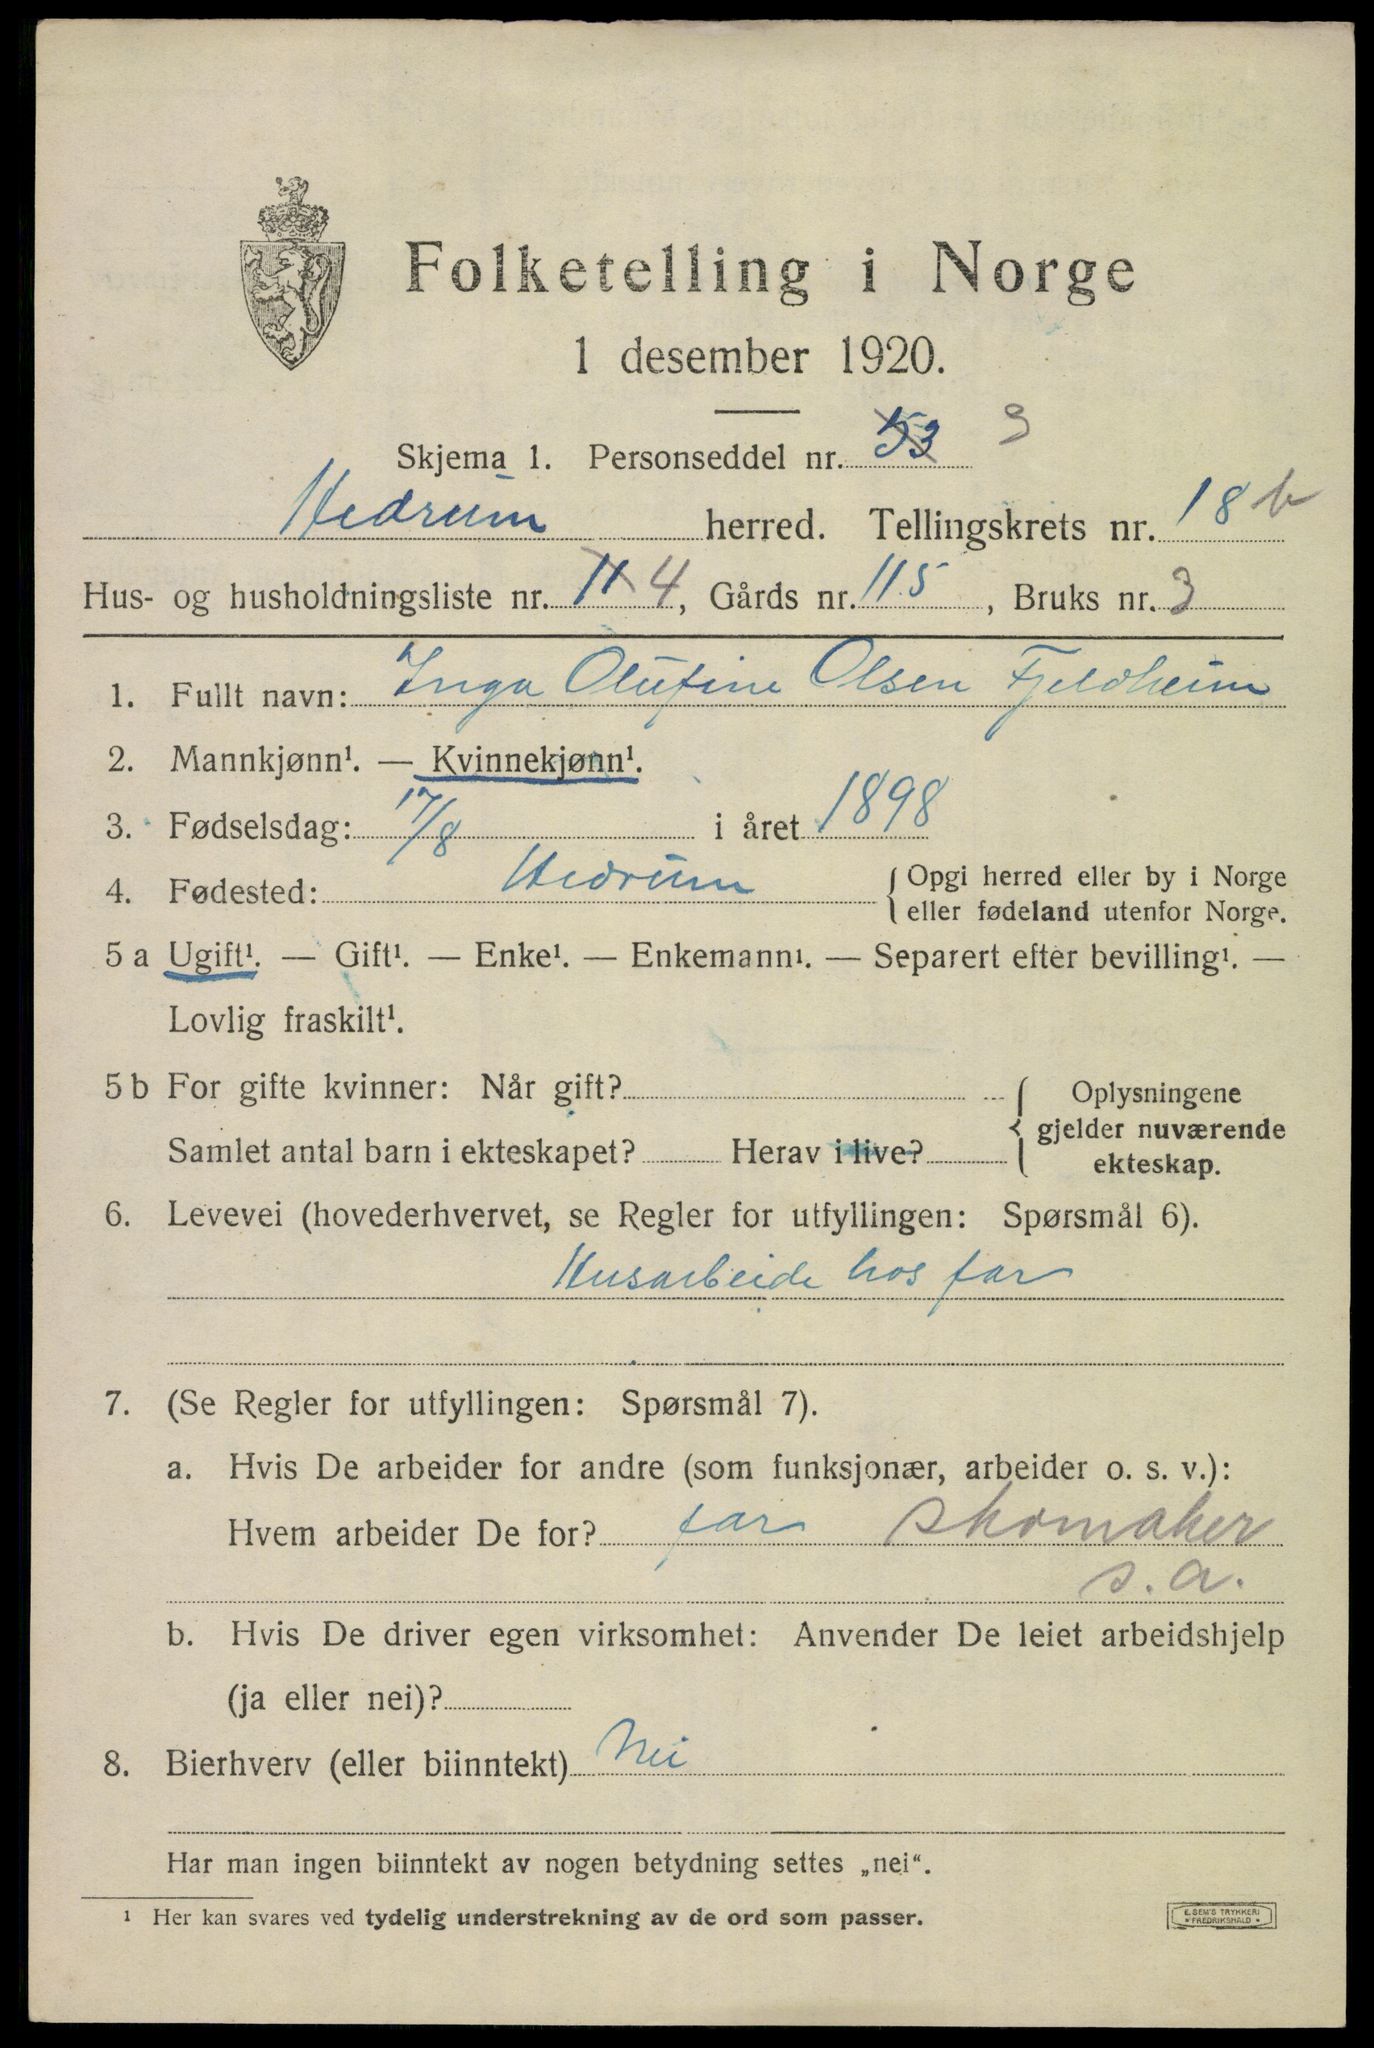 Folketelling i Norge
1 desember 1920.
Skjema 1. Personseddel nr. 53 3
Hedrum herred. Tellingskrets nr. 18 b
Hus- og husholdningsliste nr. 11 4, Gårds nr. 115, Bruks nr. 3
1. Fullt navn: Inga Olufine Olsen Fjeldheim
2. Mannkjønn¹. — Kvinnekjønn¹.
3. Fødselsdag: 17/8 i året 1898
4. Fødested: Hedrum { Opgi herred eller by i Norge
eller fødeland utenfor Norge.
5 a Ugift¹. — Gift¹. — Enke¹. — Enkemann¹. — Separert efter bevilling¹. —
Lovlig fraskilt¹.
5 b For gifte kvinner: Når gift?
Samlet antal barn i ekteskapet? Herav i live?
{ Oplysningene
gjelder nuværende
ekteskap.
6. Levevei (hovederhvervet, se Regler for utfyllingen: Spørsmål 6).
Husarbeide hos far
7. (Se Regler for utfyllingen: Spørsmål 7).
a. Hvis De arbeider for andre (som funksjonær, arbeider o. s. v.):
Hvem arbeider De for? far skomaker
s. a.
b. Hvis De driver egen virksomhet: Anvender De leiet arbeidshjelp
(ja eller nei)?
8. Bierhverv (eller biinntekt) Nei
Har man ingen biinntekt av nogen betydning settes „nei“.
¹ Her kan svares ved tydelig understrekning av de ord som passer.
E. SEM'S TRYKKERI
* FREDRIKSHALD *